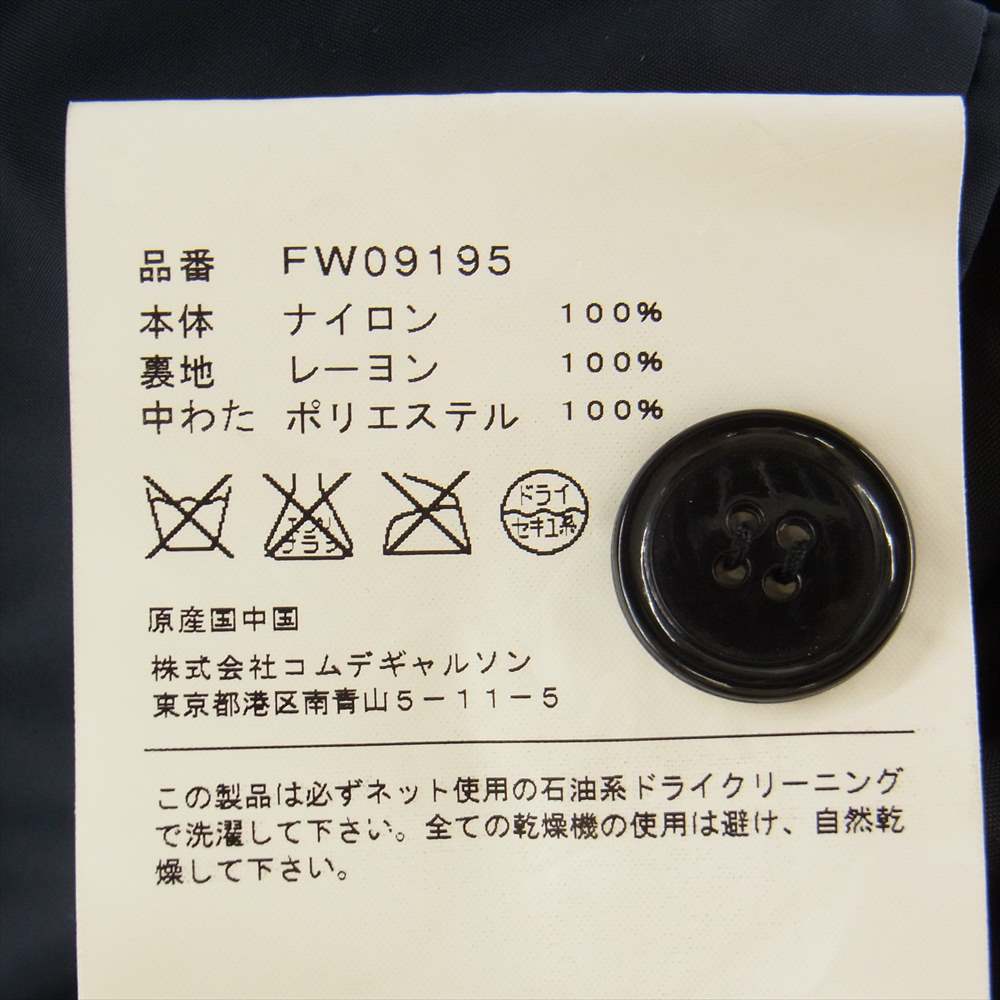 品番 FW09195
本体 ナイロン 100%
裏地 レーヨン 100%
中わた ポリエステル 100%
エンソ サラシ
ドライ セキユ系
原産国中国
株式会社コムデギャルソン
東京都港区南青山5-11-5
この製品は必ずネット使用の石油系ドライクリーニング
で洗濯して下さい。全ての乾燥機の使用は避け、自然乾
燥して下さい。